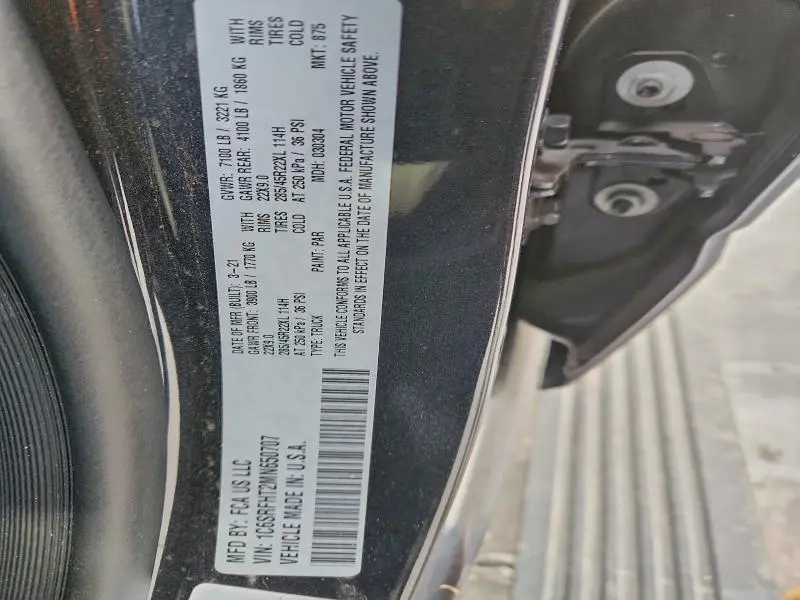 MFD BY: FCA US LLC
DATE OF MFR (BUILT): 3-21
GVWR: 7100 LB / 3221 KG
GAWR FRONT: 3900 LB / 1770 KG WITH
GAWR REAR: 4100 LB / 1860 KG WITH
22X9.0 RIMS
22X9.0 RIMS
285/45R22XL 114H TIRES
285/45R22XL 114H TIRES
AT 250 kPa / 36 PSI COLD
AT 250 kPa / 36 PSI COLD
VIN: 1C6SRFHT2MN650707
TYPE: TRUCK PAINT: PAR MDH: 030304 MKT: 875
VEHICLE MADE IN: U.S.A.
THIS VEHICLE CONFORMS TO ALL APPLICABLE U.S.A. FEDERAL MOTOR VEHICLE SAFETY
STANDARDS IN EFFECT ON THE DATE OF MANUFACTURE SHOWN ABOVE.